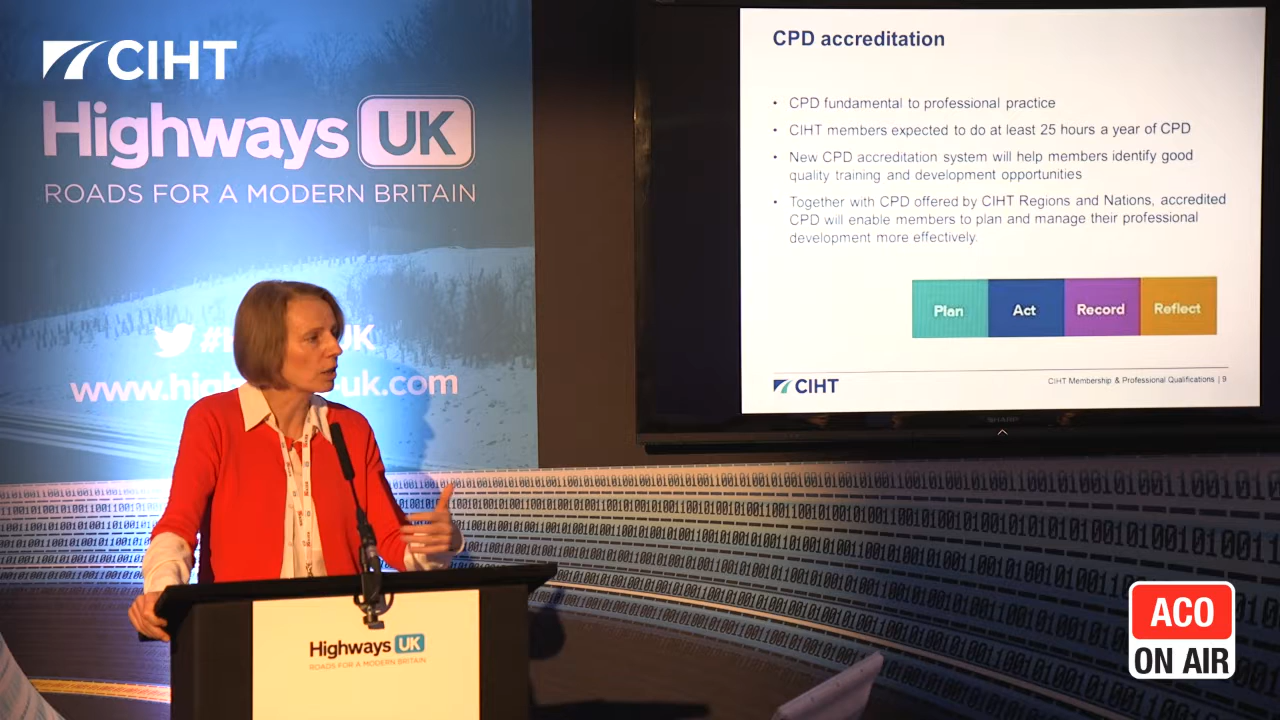 CIHT
Highways UK
ROADS FOR A MODERN BRITAIN
UK
www.hig
uk.com
CPD accreditation
• CPD fundamental to professional practice
• CIHT members expected to do at least 25 hours a year of CPD
• New CPD accreditation system will help members identify good
quality training and development opportunities
• Together with CPD offered by CIHT Regions and Nations, accredited
CPD will enable members to plan and manage their professional
development more effectively.
Plan Act Record Reflect
CIHT
CIHT Membership & Professional Qualifications | 9
SHARP
Highways UK
ROADS FOR A MODERN BRITAIN
ACO
ON AIR